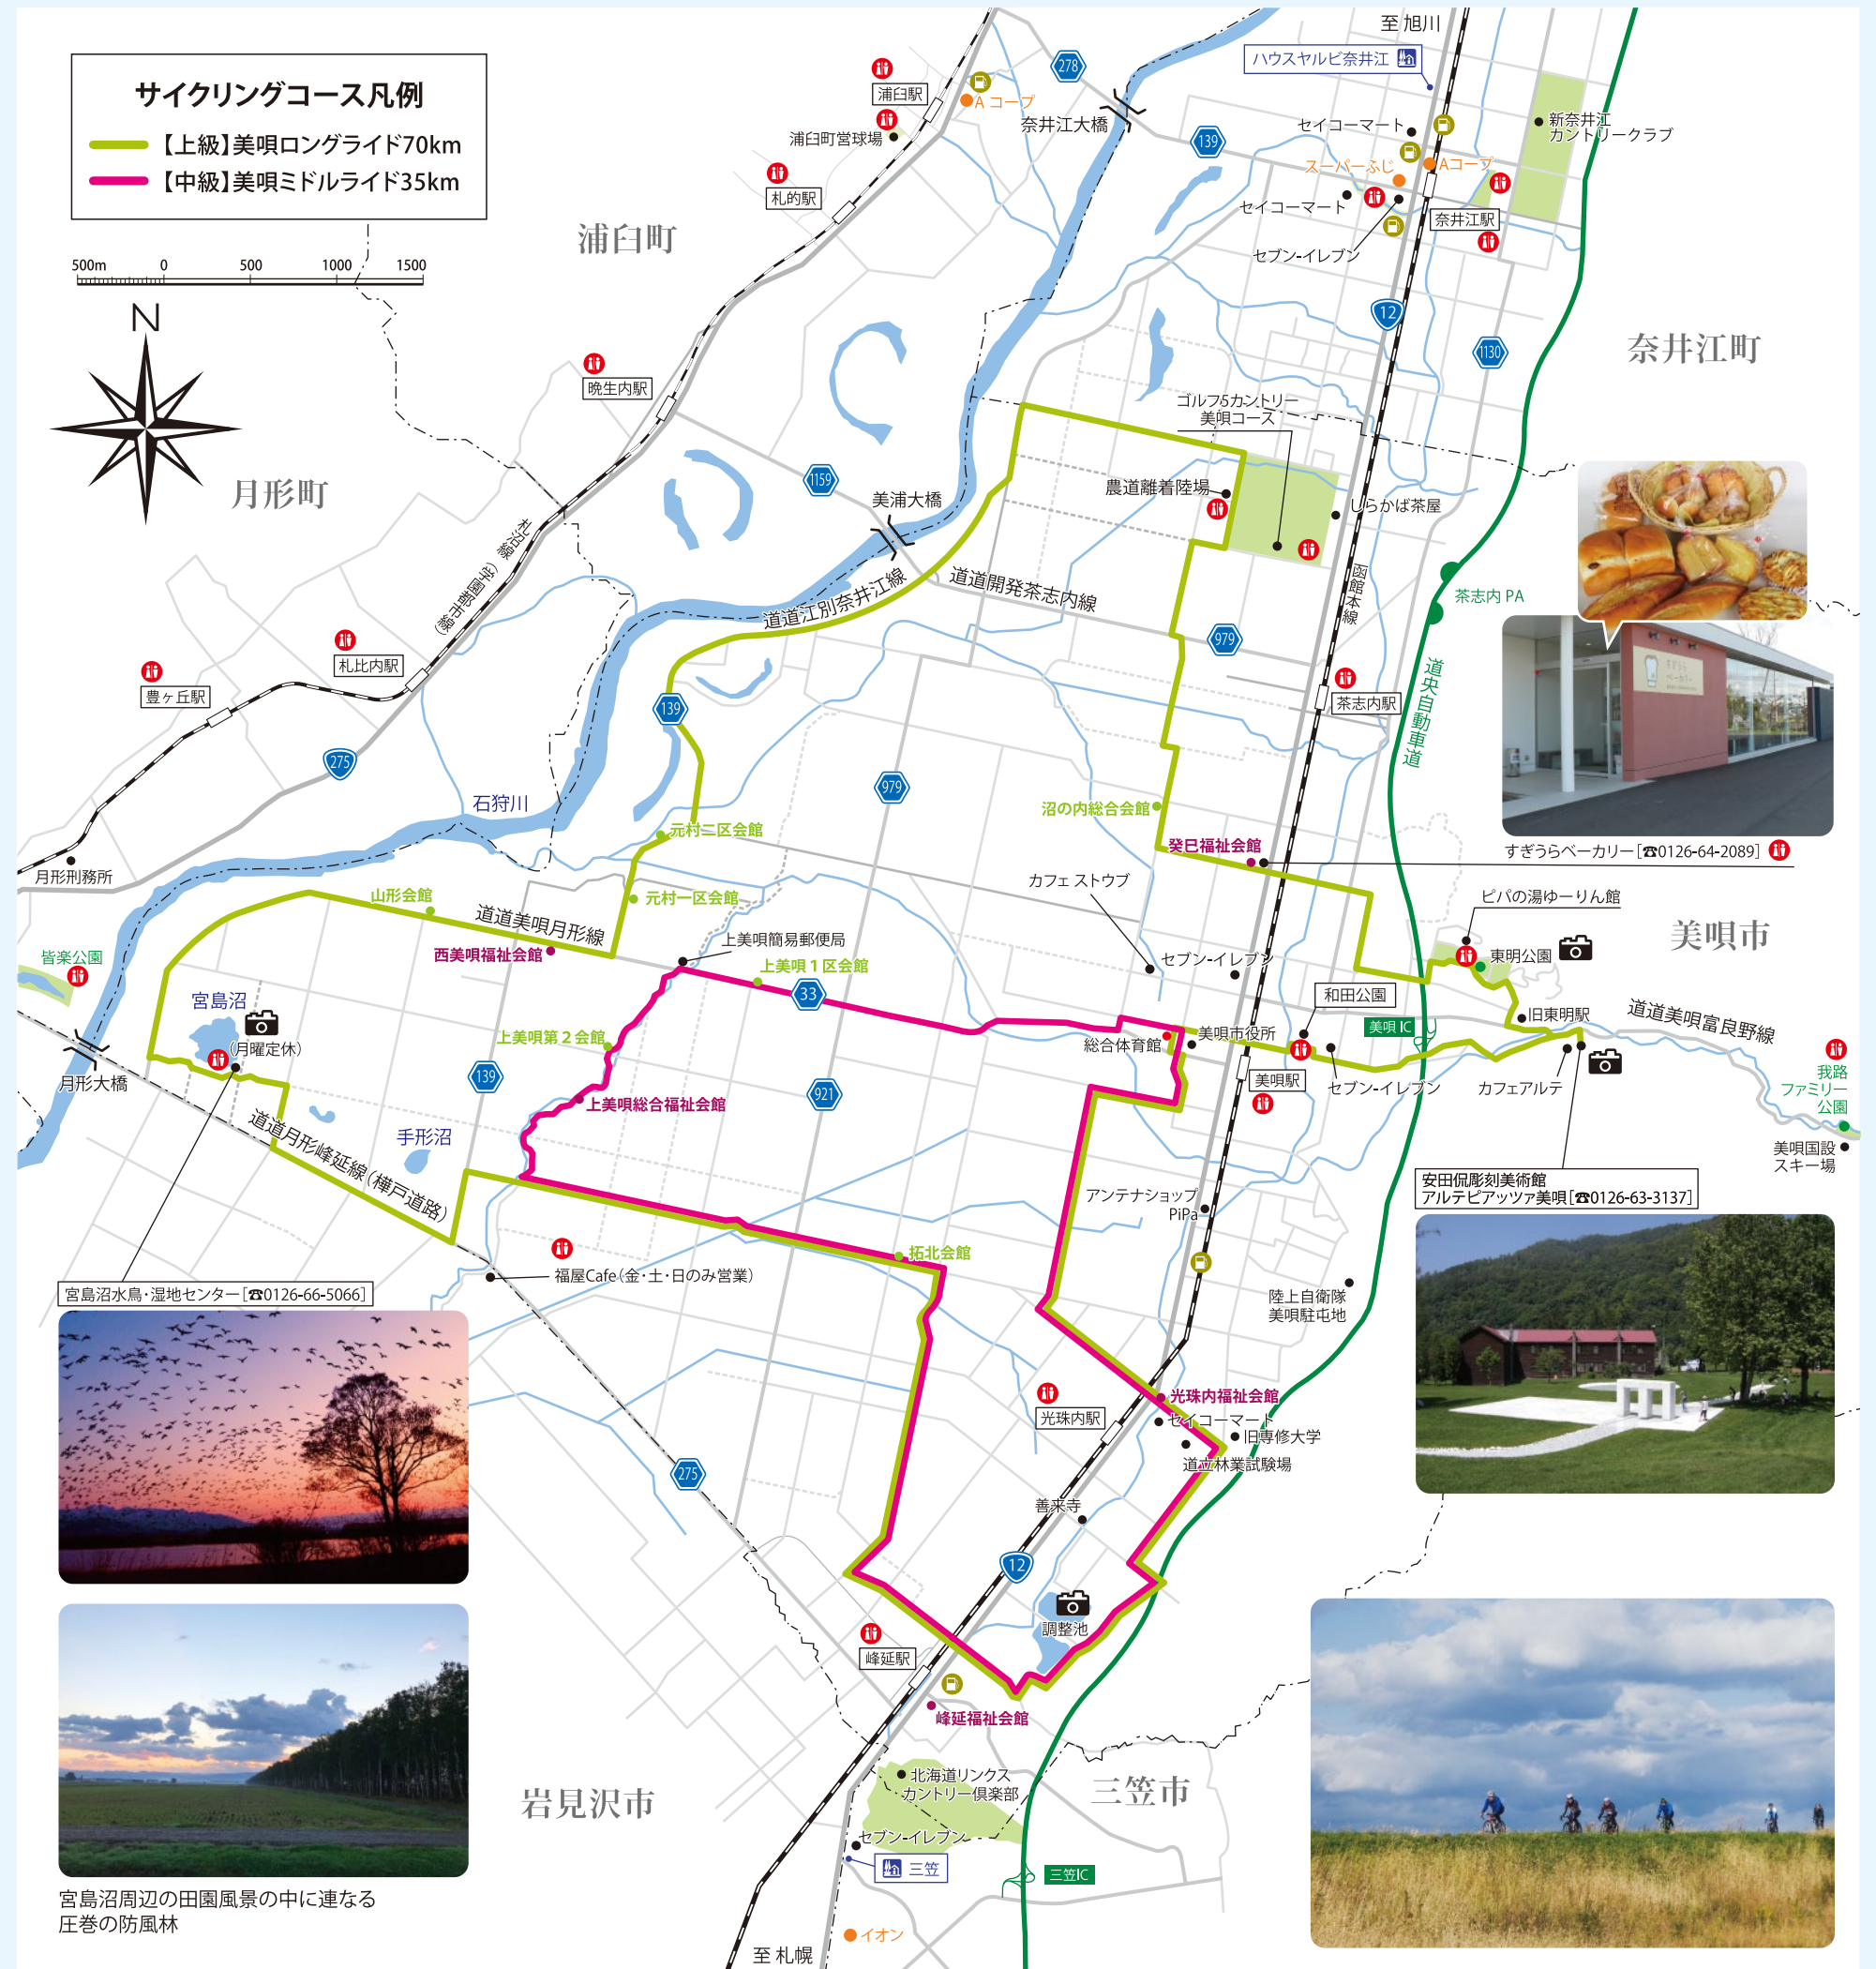 サイクリングコース凡例
【上級】美唄ロングライド70km
【中級】美唄ミドルライド35km
500m 0 500 1000 1500
N
至 旭川
ハウスヤルビ奈井江
278
浦臼駅
Aコープ
浦臼町営球場
奈井江大橋
139
セイコーマート
新奈井江
カントリークラブ
スーパーふじ
Aコープ
札的駅
セイコーマート
奈井江駅
セブン-イレブン
浦臼町
12
奈井江町
1130
晩生内駅
ゴルフ5カントリー
美唄コース
月形町
1159
美浦大橋
農道離着陸場
しらかば茶屋
札沼線(学園都市線)
函館本線
道道江別奈井江線
道道開発茶志内線
茶志内 PA
979
札比内駅
豊ヶ丘駅
茶志内駅
道央自動車道
139
275
石狩川
979
元村二区会館
沼の内総合会館
癸巳福祉会館
すぎうらベーカリー[☎0126-64-2089]
月形刑務所
カフェ ストウブ
山形会館
元村一区会館
ピパの湯ゆーりん館
道道美唄月形線
美唄市
西美唄福祉会館
上美唄簡易郵便局
上美唄1区会館
セブン-イレブン
東明公園
皆楽公園
33
和田公園
宮島沼
旧東明駅
道道美唄富良野線
美唄 IC
上美唄第2会館
総合体育館
美唄市役所
(月曜定休)
月形大橋
139
921
美唄駅
セブン-イレブン
カフェアルテ
我路
ファミリー
公園
上美唄総合福祉会館
道道月形峰延線(樺戸道路)
手形沼
美唄国設
スキー場
安田侃彫刻美術館
アルテピアッツァ美唄[☎0126-63-3137]
アンテナショップ
PiPa
拓北会館
福屋Cafe(金・土・日のみ営業)
宮島沼水鳥・湿地センター[☎0126-66-5066]
陸上自衛隊
美唄駐屯地
光珠内福祉会館
光珠内駅
セイコーマート
旧専修大学
道立林業試験場
275
善来寺
12
調整池
峰延駅
峰延福祉会館
北海道リンクス
カントリー倶楽部
岩見沢市
三笠市
セブン-イレブン
三笠
三笠IC
宮島沼周辺の田園風景の中に連なる
圧巻の防風林
イオン
至 札幌
すぎうら
ベーカリー